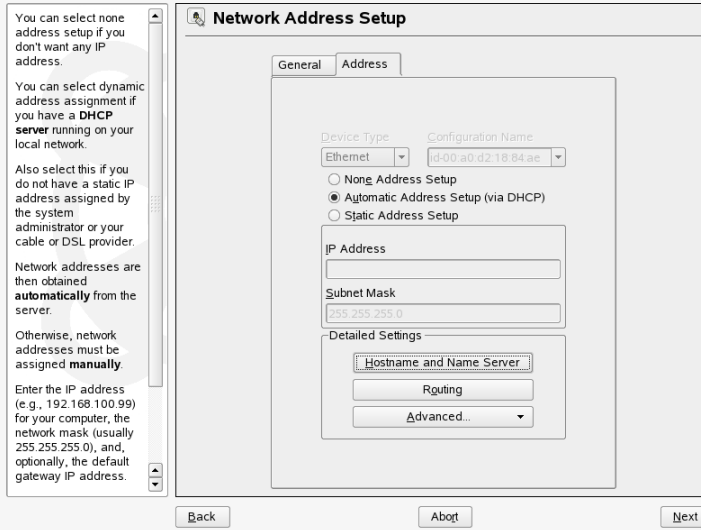 You can select none
address setup if you
don't want any IP
address.
You can select dynamic
address assignment if
you have a DHCP
server running on your
local network.
Also select this if you
do not have a static IP
address assigned by
the system
administrator or your
cable or DSL provider.
Network addresses are
then obtained
automatically from the
server.
Otherwise, network
addresses must be
assigned manually.
Enter the IP address
(e.g., 192.168.100.99)
for your computer, the
network mask (usually
255.255.255.0), and,
optionally, the default
gateway IP address.
Network Address Setup
General Address
Device Type Configuration Name
Ethernet id-00:a0:d2:18:84:ae
None Address Setup
Automatic Address Setup (via DHCP)
Static Address Setup
IP Address
Subnet Mask
255.255.255.0
Detailed Settings
Hostname and Name Server
Routing
Advanced...
Back Abort Next